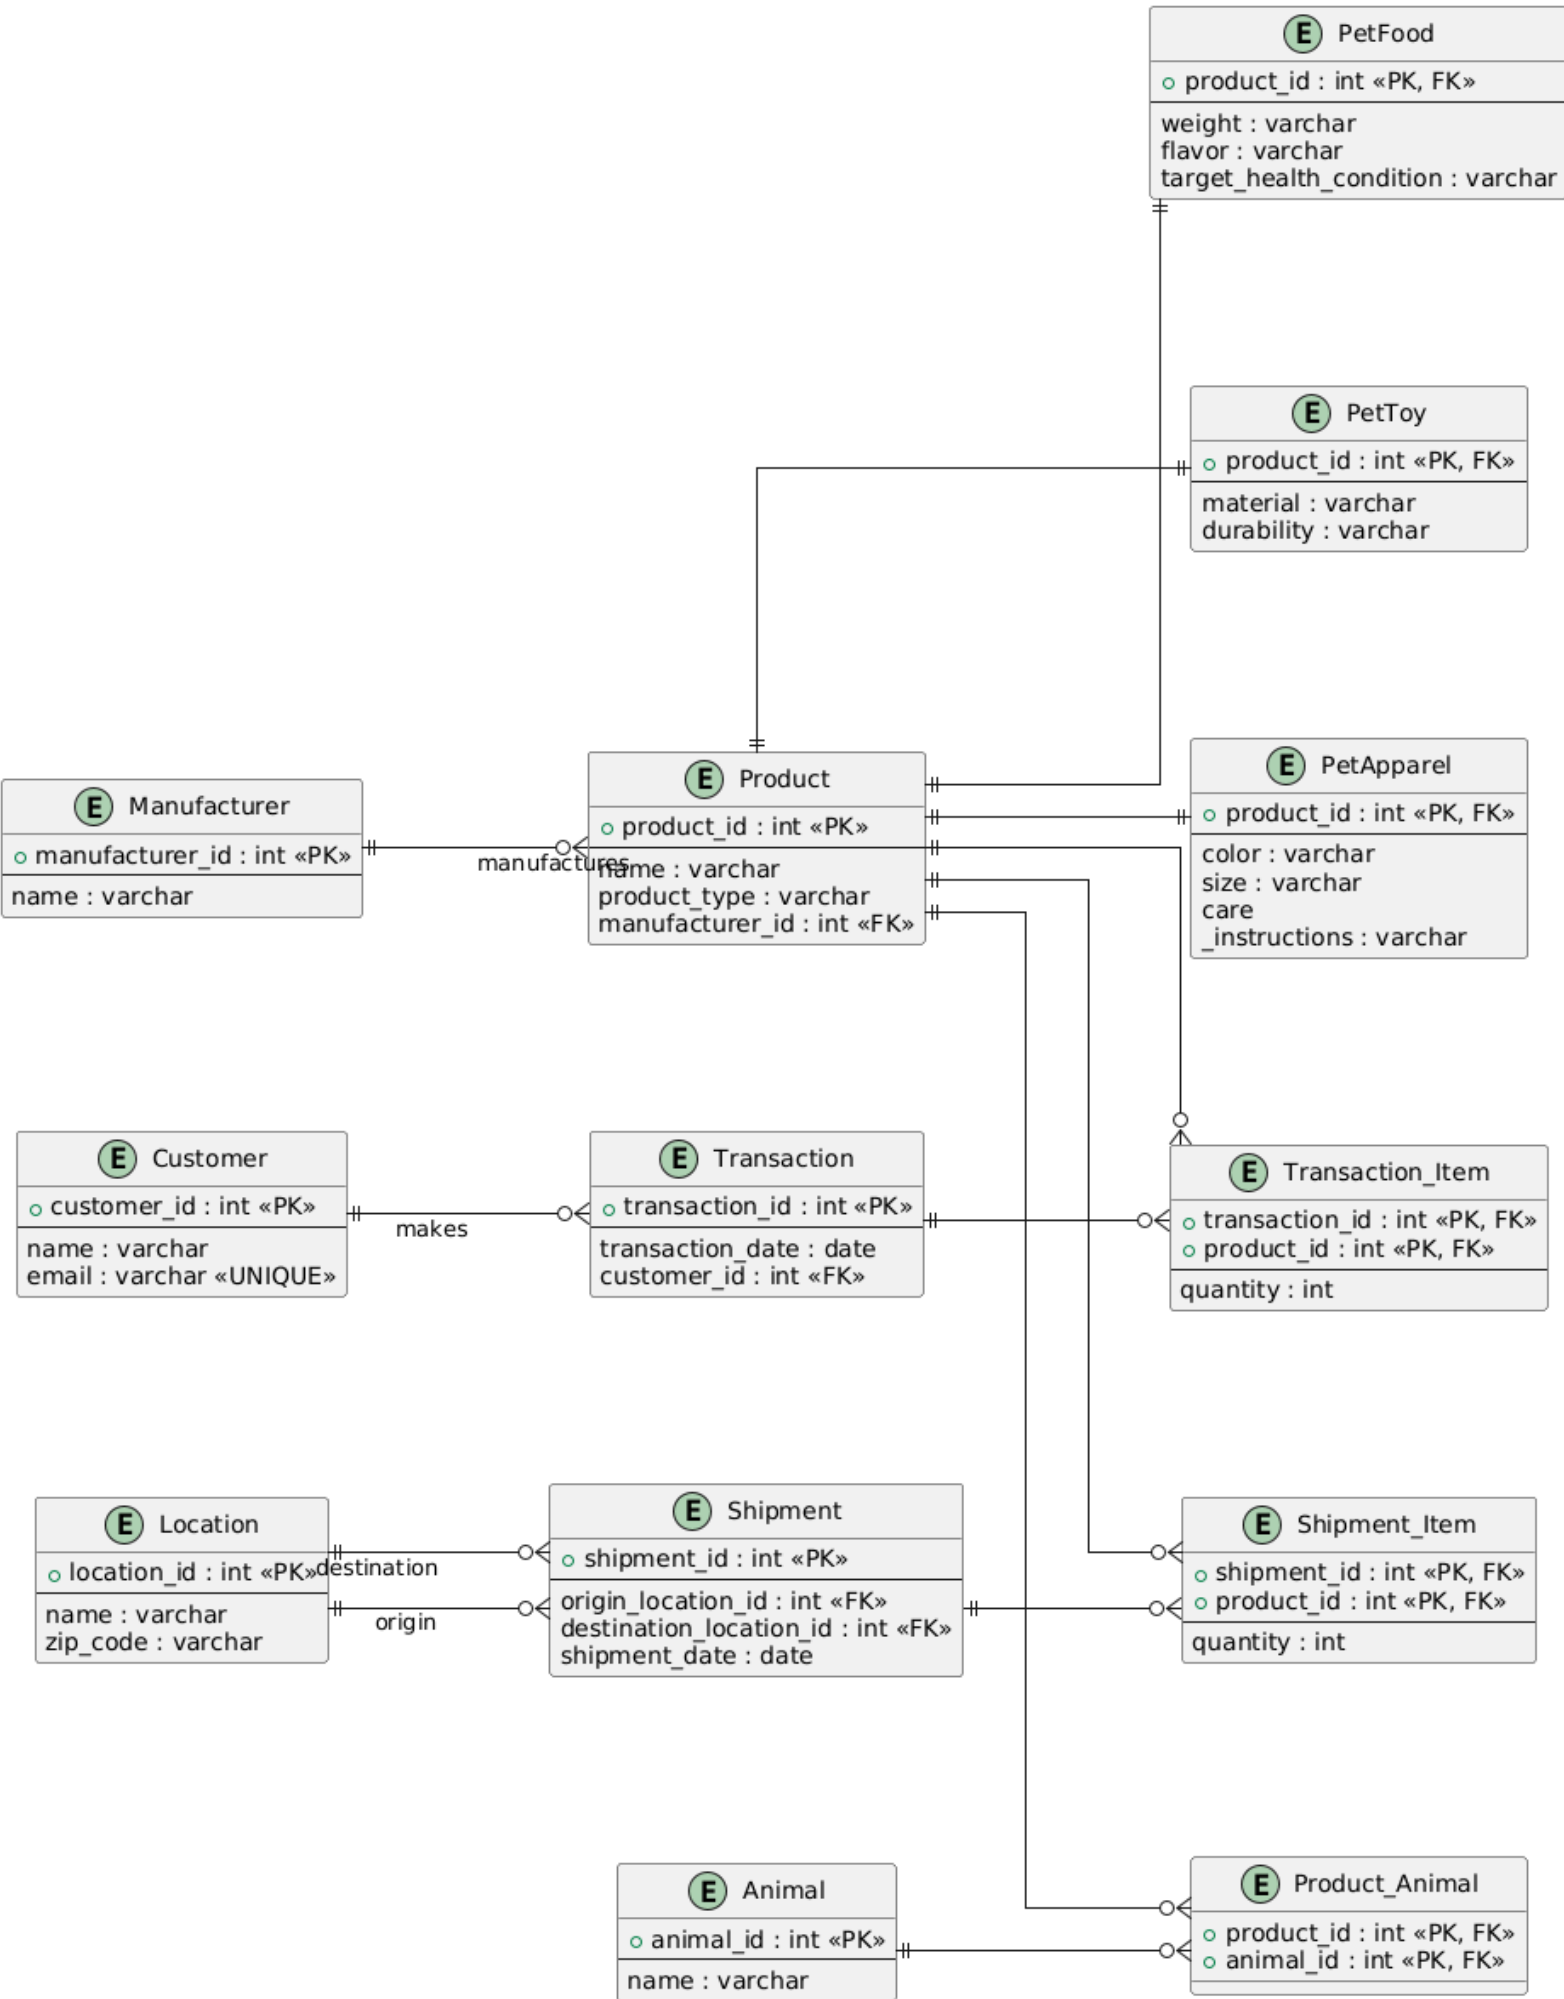 E PetFood
product_id : int «PK, FK»
weight : varchar
flavor : varchar
target_health_condition : varchar
E PetToy
product_id : int «PK, FK»
material : varchar
durability : varchar
E Manufacturer
manufacturer_id : int «PK»
name : varchar
manufactures
E Product
product_id : int «PK»
name : varchar
product_type : varchar
manufacturer_id : int «FK»
E PetApparel
product_id : int «PK, FK»
color : varchar
size : varchar
care
_instructions : varchar
E Customer
customer_id : int «PK»
name : varchar
email : varchar «UNIQUE»
makes
E Transaction
transaction_id : int «PK»
transaction_date : date
customer_id : int «FK»
E Transaction_Item
transaction_id : int «PK, FK»
product_id : int «PK, FK»
quantity : int
E Location
location_id : int «PK»
name : varchar
zip_code : varchar
destination
origin
E Shipment
shipment_id : int «PK»
origin_location_id : int «FK»
destination_location_id : int «FK»
shipment_date : date
E Shipment_Item
shipment_id : int «PK, FK»
product_id : int «PK, FK»
quantity : int
E Animal
animal_id : int «PK»
name : varchar
E Product_Animal
product_id : int «PK, FK»
animal_id : int «PK, FK»